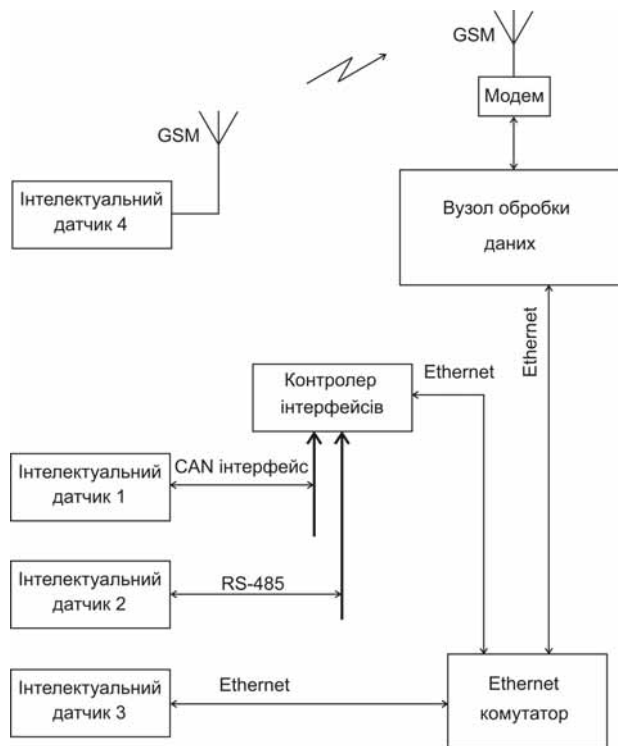 GSM
Модем
GSM
Інтелектуальний
датчик 4
Вузол обробки
даних
Ethernet
Ethernet
Контролер
інтерфейсів
CAN інтерфейс
Інтелектуальний
датчик 1
Інтелектуальний
датчик 2
RS-485
Інтелектуальний
датчик 3
Ethernet
Ethernet
комутатор